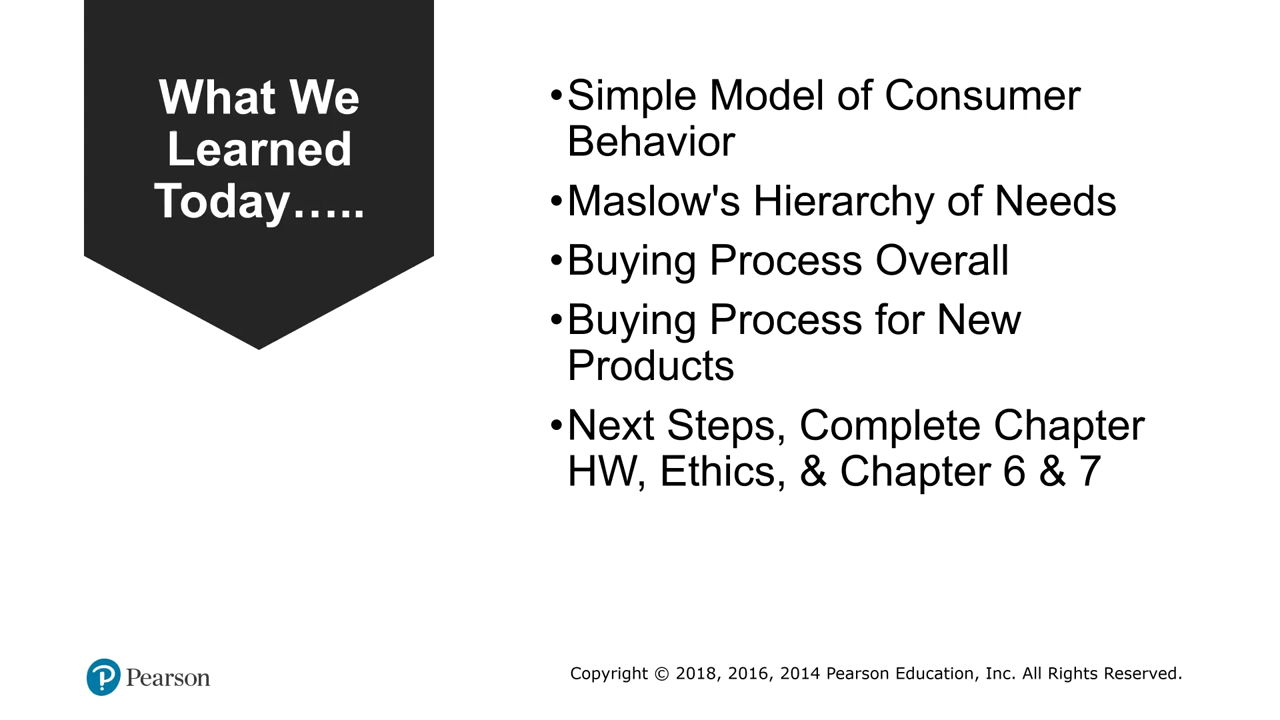 What We
Learned
Today…..
•Simple Model of Consumer
Behavior
•Maslow's Hierarchy of Needs
•Buying Process Overall
•Buying Process for New
Products
•Next Steps, Complete Chapter
HW, Ethics, & Chapter 6 & 7
P Pearson
Copyright © 2018, 2016, 2014 Pearson Education, Inc. All Rights Reserved.